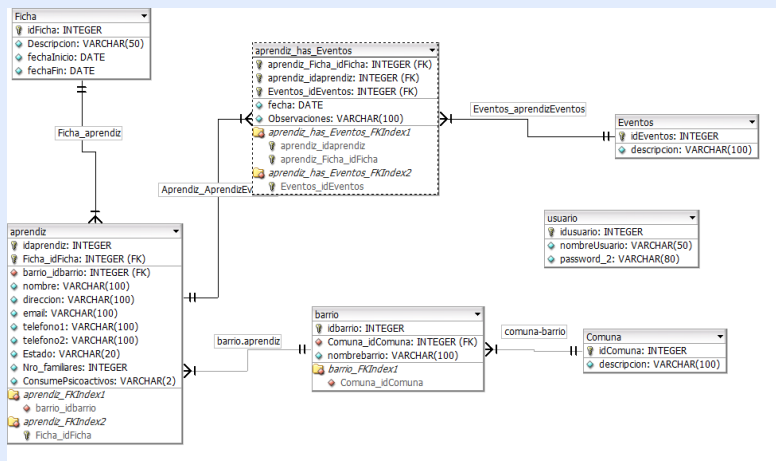 Ficha
idFicha: INTEGER
Descripcion: VARCHAR(50)
fechaInicio: DATE
fechaFin: DATE
Ficha_aprendiz
aprendiz_has_Eventos
aprendiz_Ficha_idFicha: INTEGER (FK)
aprendiz_idaprendiz: INTEGER (FK)
Eventos_idEventos: INTEGER (FK)
fecha: DATE
Observaciones: VARCHAR(100)
aprendiz_has_Eventos_FKIndex1
aprendiz_idaprendiz
aprendiz_Ficha_idFicha
aprendiz_has_Eventos_FKIndex2
Eventos_idEventos
Eventos_aprendizEventos
Eventos
idEventos: INTEGER
descripcion: VARCHAR(100)
Aprendiz_AprendizEv
usuario
idusuario: INTEGER
nombreUsuario: VARCHAR(50)
password_2: VARCHAR(80)
aprendiz
idaprendiz: INTEGER
Ficha_idFicha: INTEGER (FK)
barrio_idbarrio: INTEGER (FK)
nombre: VARCHAR(100)
direccion: VARCHAR(100)
email: VARCHAR(100)
telefono1: VARCHAR(100)
telefono2: VARCHAR(100)
Estado: VARCHAR(20)
Nro_familiares: INTEGER
ConsumePsicoactivos: VARCHAR(2)
aprendiz_FKIndex1
barrio_idbarrio
aprendiz_FKIndex2
Ficha_idFicha
barrio.aprendiz
barrio
idbarrio: INTEGER
Comuna_idComuna: INTEGER (FK)
nombrebarrio: VARCHAR(100)
barrio_FKIndex1
Comuna_idComuna
comuna-barrio
Comuna
idComuna: INTEGER
descripcion: VARCHAR(100)